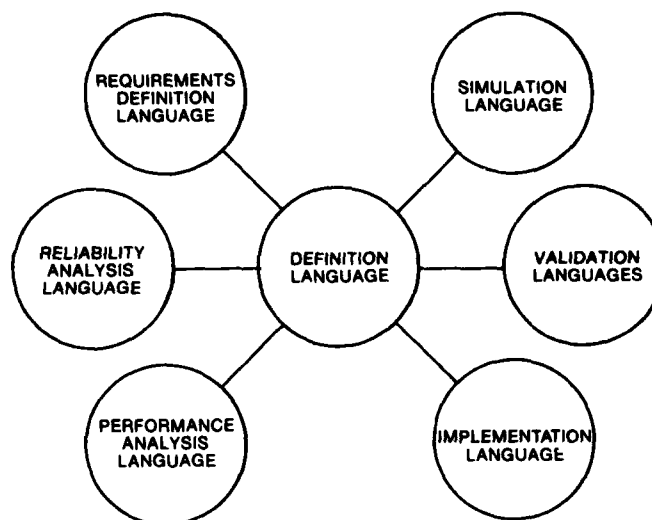 REQUIREMENTS
DEFINITION
LANGUAGE
SIMULATION
LANGUAGE
RELIABILITY
ANALYSIS
LANGUAGE
DEFINITION
LANGUAGE
VALIDATION
LANGUAGES
PERFORMANCE
ANALYSIS
LANGUAGE
IMPLEMENTATION
LANGUAGE